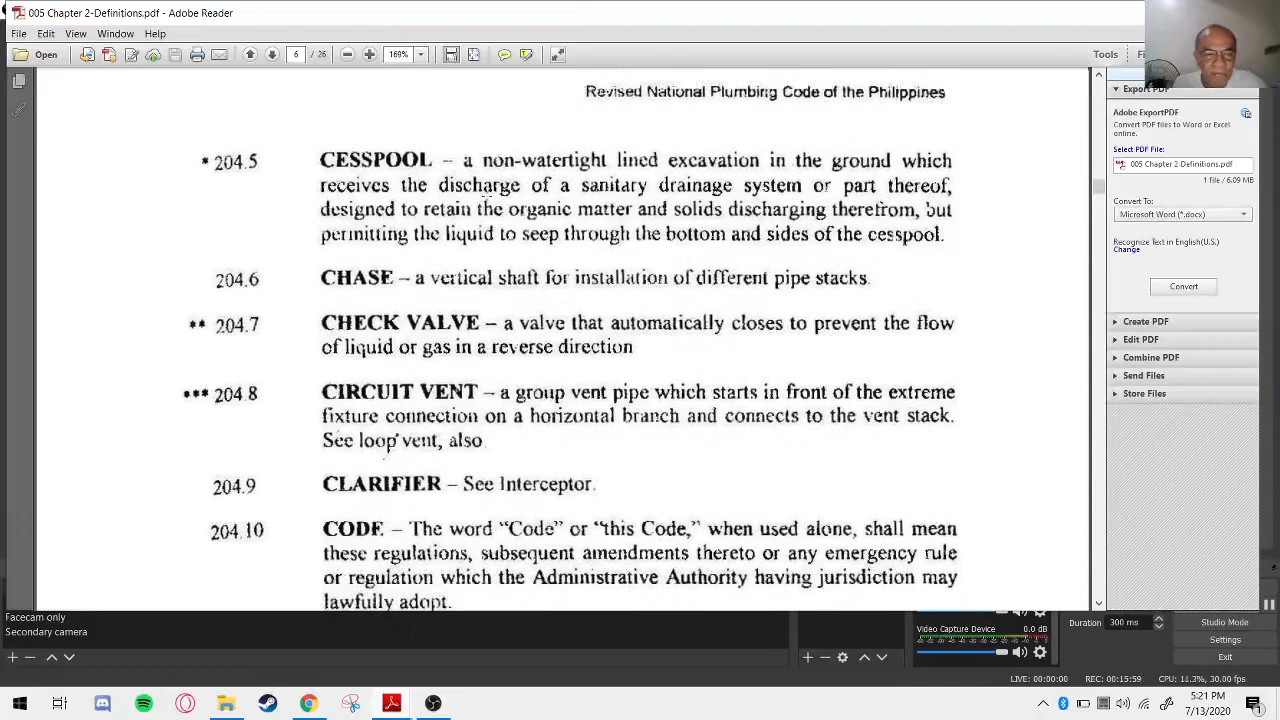 005 Chapter 2-Definitions.pdf - Adobe Reader
File Edit View Window Help
Open 6 / 26 169% Tools
Revised National Plumbing Code of the Philippines
* 204.5 CESSPOOL – a non-watertight lined excavation in the ground which
receives the discharge of a sanitary drainage system or part thereof,
designed to retain the organic matter and solids discharging therefrom, but
permitting the liquid to seep through the bottom and sides of the cesspool.
204.6 CHASE – a vertical shaft for installation of different pipe stacks.
** 204.7 CHECK VALVE – a valve that automatically closes to prevent the flow
of liquid or gas in a reverse direction
*** 204.8 CIRCUIT VENT – a group vent pipe which starts in front of the extreme
fixture connection on a horizontal branch and connects to the vent stack.
See loop vent, also.
204.9 CLARIFIER – See Interceptor.
204.10 CODE – The word “Code” or “this Code,” when used alone, shall mean
these regulations, subsequent amendments thereto or any emergency rule
or regulation which the Administrative Authority having jurisdiction may
lawfully adopt.
Export PDF
Adobe ExportPDF
Convert PDF files to Word or Excel
online.
Select PDF File:
005 Chapter 2-Definitions.pdf
1 file / 6.09 MB
Convert To:
Microsoft Word (*.docx)
Recognize Text in English(U.S.)
Change
Convert
Create PDF
Edit PDF
Combine PDF
Send Files
Store Files
Facecam only
Secondary camera
Video Capture Device 0.0 dB
Duration 300 ms
Studio Mode
Settings
Exit
LIVE: 00:00:00 REC: 00:15:59 CPU: 11.3%, 30.00 fps
5:21 PM
7/13/2020
1